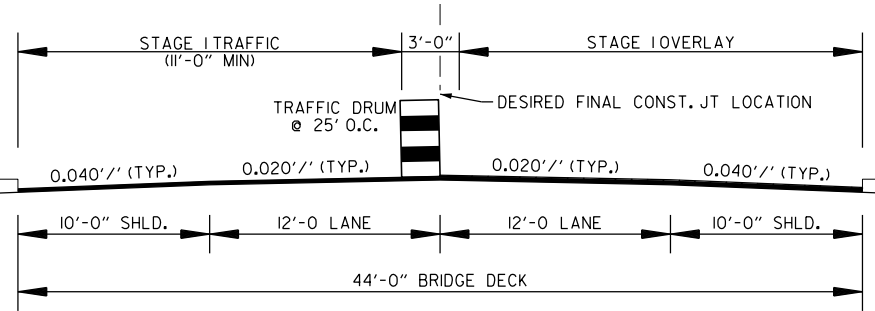 STAGE 1 TRAFFIC
(11'-0" MIN)
3'-0"
STAGE 1 OVERLAY
TRAFFIC DRUM
@ 25' O.C.
DESIRED FINAL CONST. JT LOCATION
0.040'/' (TYP.)
0.020'/' (TYP.)
0.020'/' (TYP.)
0.040'/' (TYP.)
10'-0" SHLD.
12'-0 LANE
12'-0 LANE
10'-0" SHLD.
44'-0" BRIDGE DECK